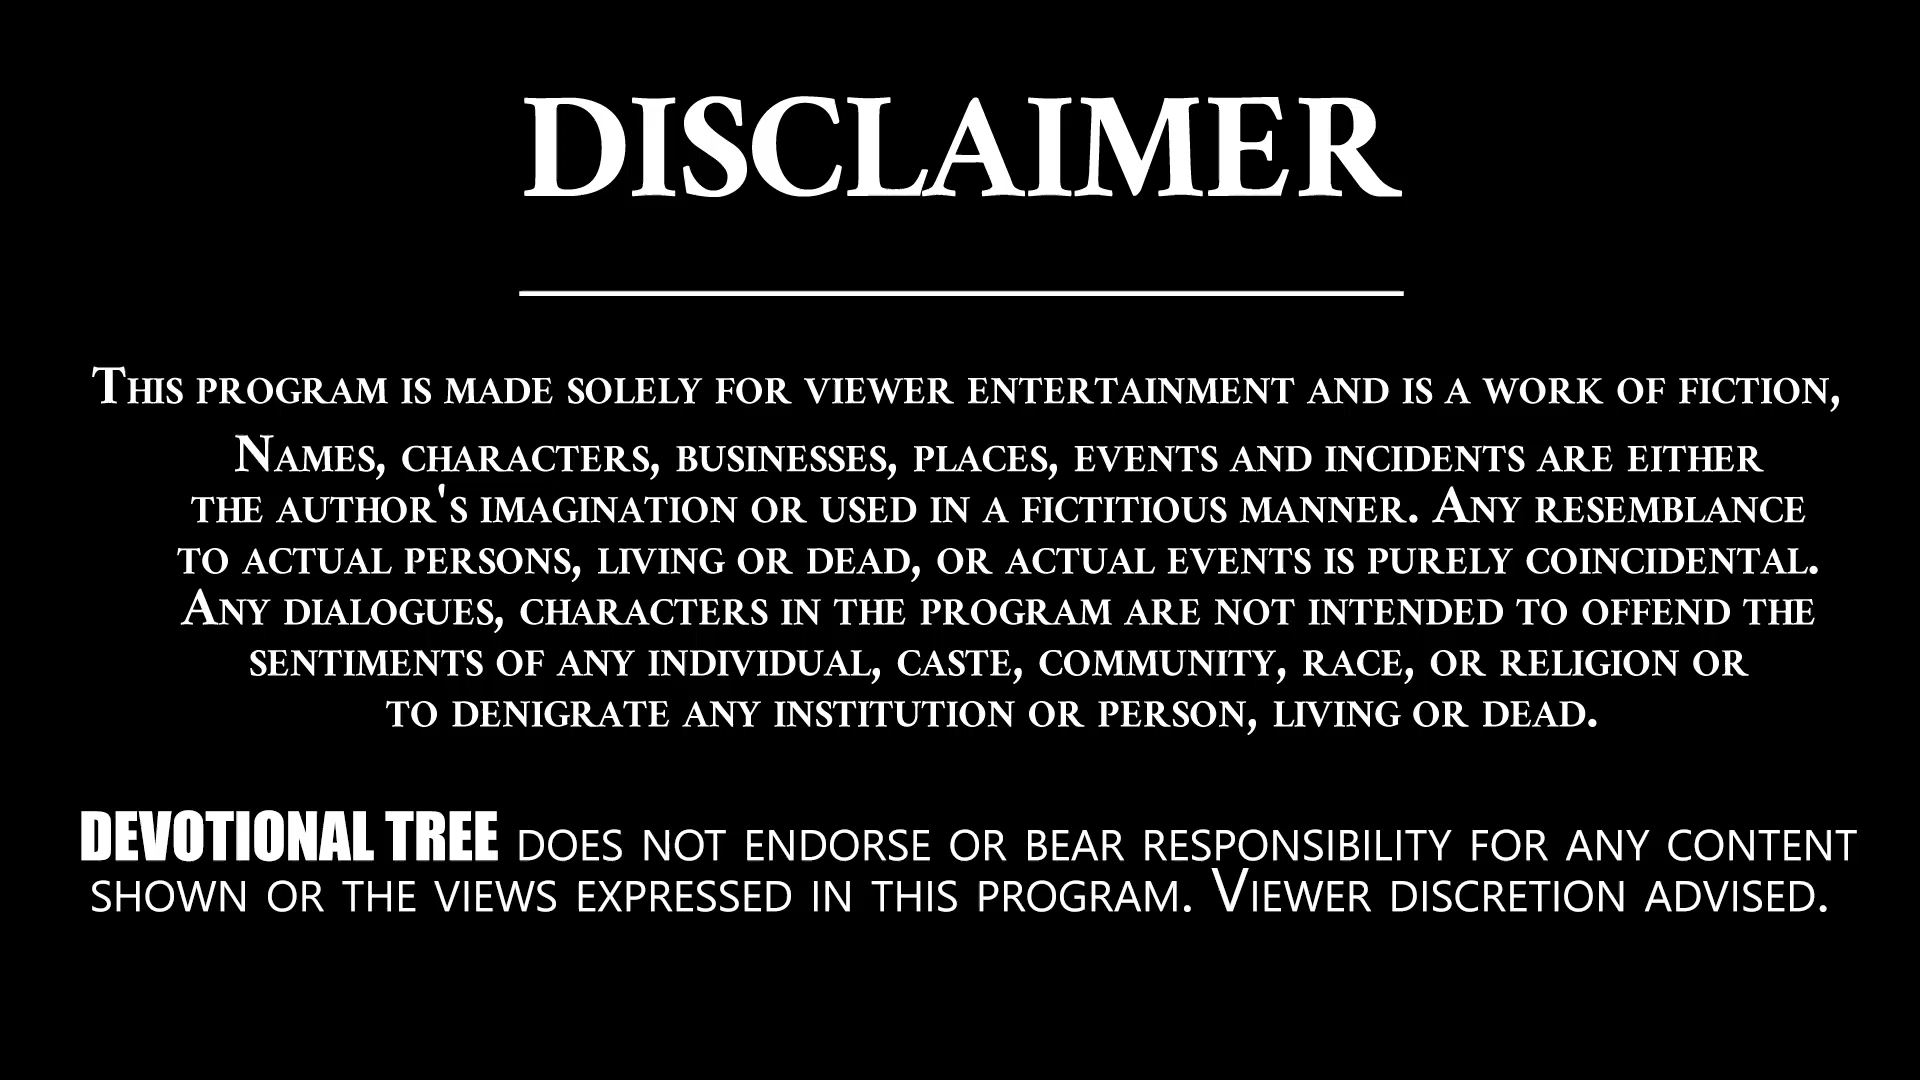 DISCLAIMER
This program is made solely for viewer entertainment and is a work of fiction,
Names, characters, businesses, places, events and incidents are either
the author's imagination or used in a fictitious manner. Any resemblance
to actual persons, living or dead, or actual events is purely coincidental.
Any dialogues, characters in the program are not intended to offend the
sentiments of any individual, caste, community, race, or religion or
to denigrate any institution or person, living or dead.
DEVOTIONAL TREE does not endorse or bear responsibility for any content
shown or the views expressed in this program. Viewer discretion advised.